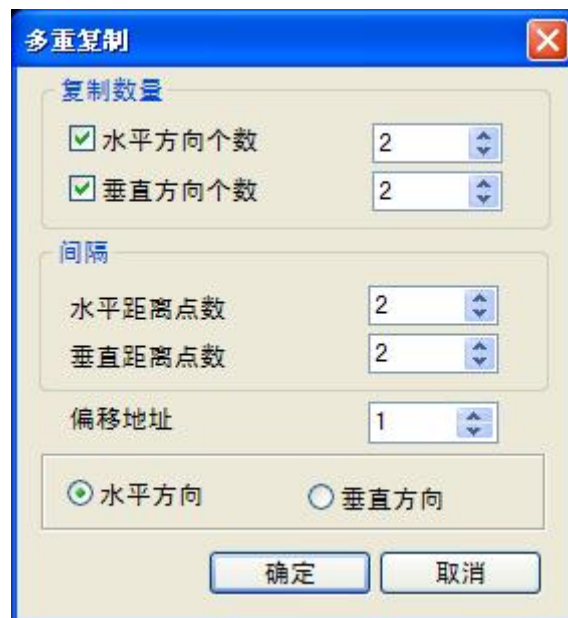 多重复制
复制数量
水平方向个数 2
垂直方向个数 2
间隔
水平距离点数 2
垂直距离点数 2
偏移地址 1
水平方向 垂直方向
确定 取消